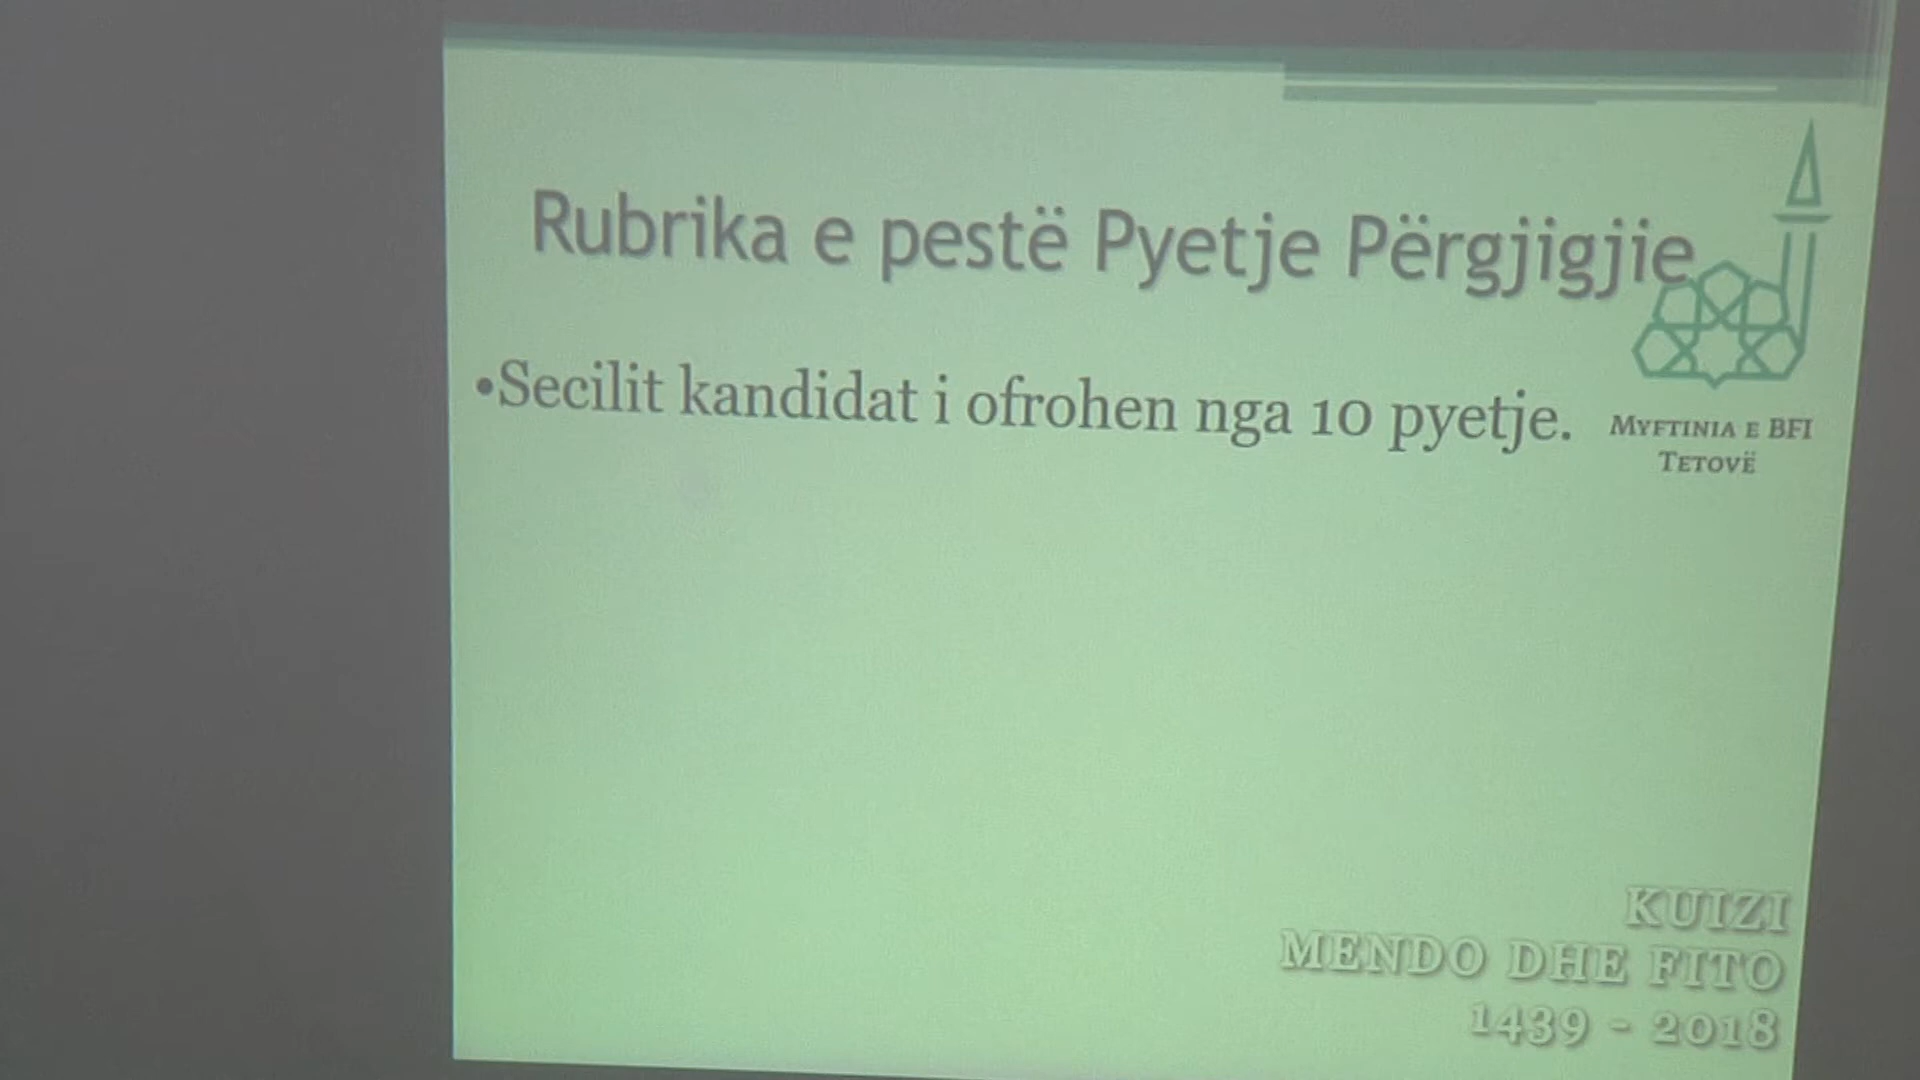 Rubrika e pestë Pyetje Përgjigjie
•Secilit kandidat i ofrohen nga 10 pyetje.
MYFTINIA E BFI
TETOVË
KUIZI
MENDO DHE FITO
1439 - 2018